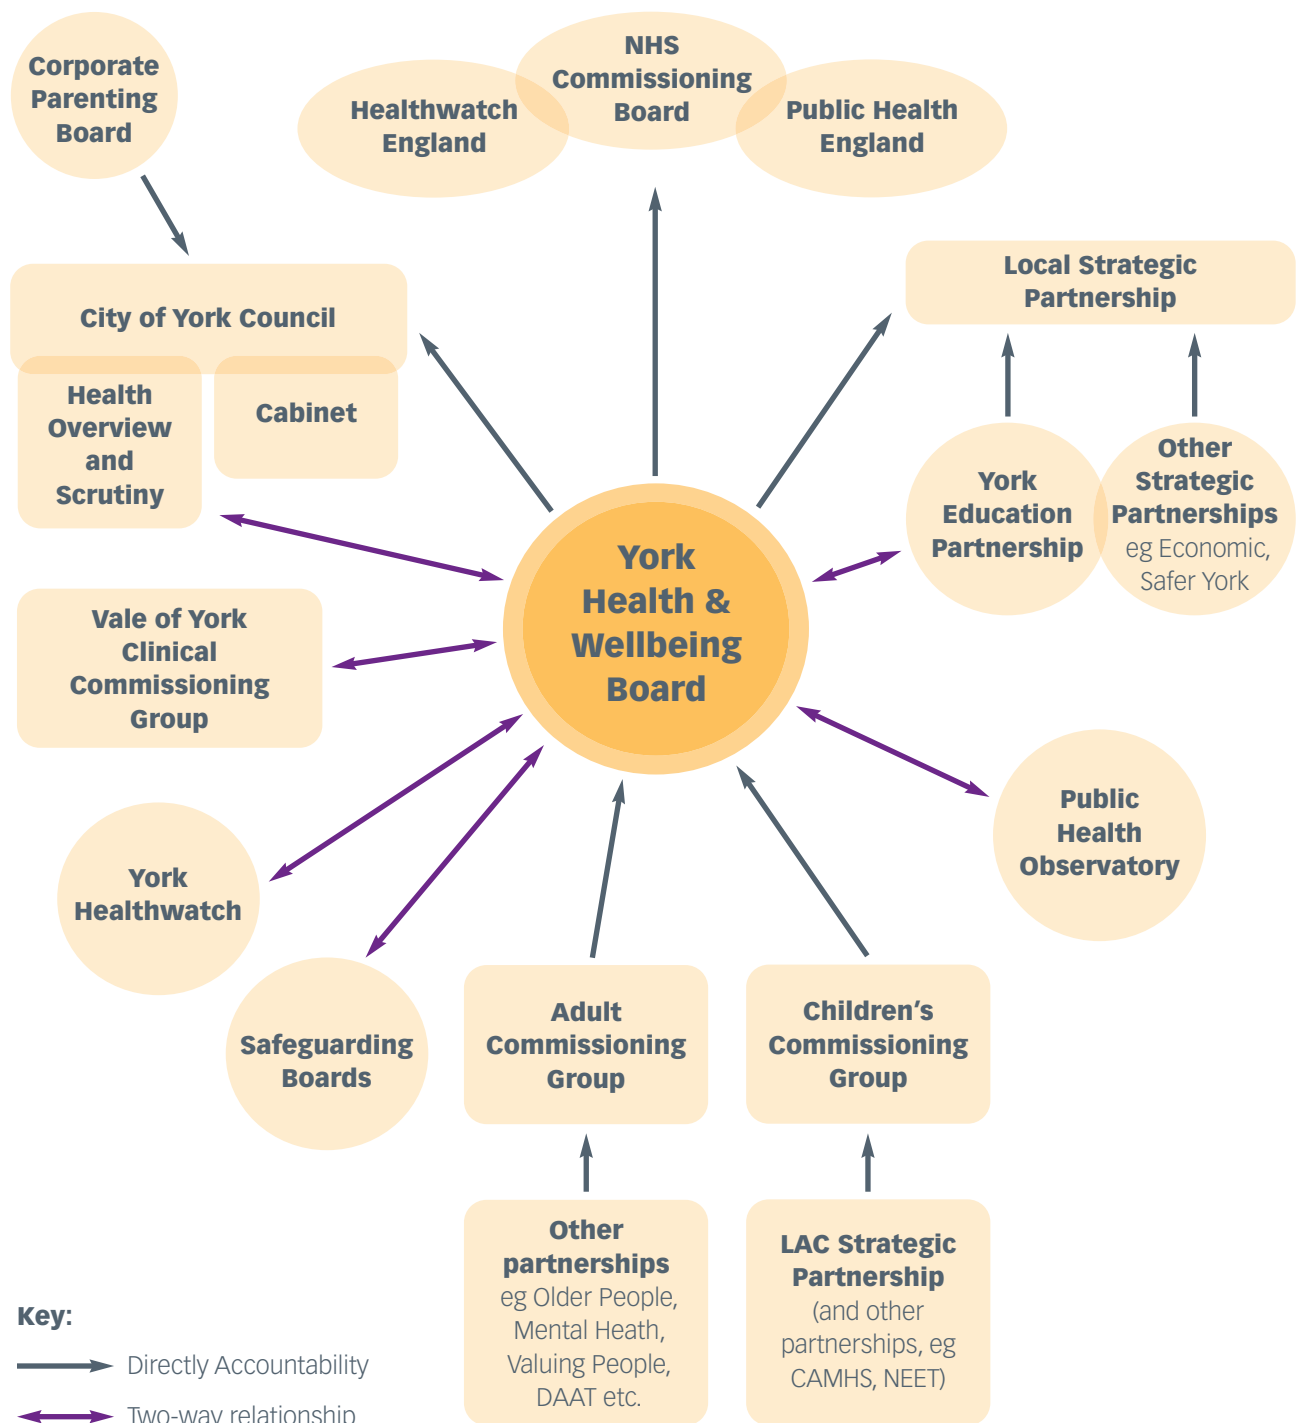 Corporate
Parenting
Board
NHS
Commissioning
Board
Healthwatch
England
Public Health
England
City of York Council
Health
Overview
and
Scrutiny
Cabinet
Local Strategic
Partnership
York
Education
Partnership
Other
Strategic
Partnerships
eg Economic,
Safer York
York
Health &
Wellbeing
Board
Vale of York
Clinical
Commissioning
Group
York
Healthwatch
Safeguarding
Boards
Public
Health
Observatory
Adult
Commissioning
Group
Children’s
Commissioning
Group
Other
partnerships
eg Older People,
Mental Heath,
Valuing People,
DAAT etc.
LAC Strategic
Partnership
(and other
partnerships, eg
CAMHS, NEET)
Key:
Directly Accountability
Two-way relationship